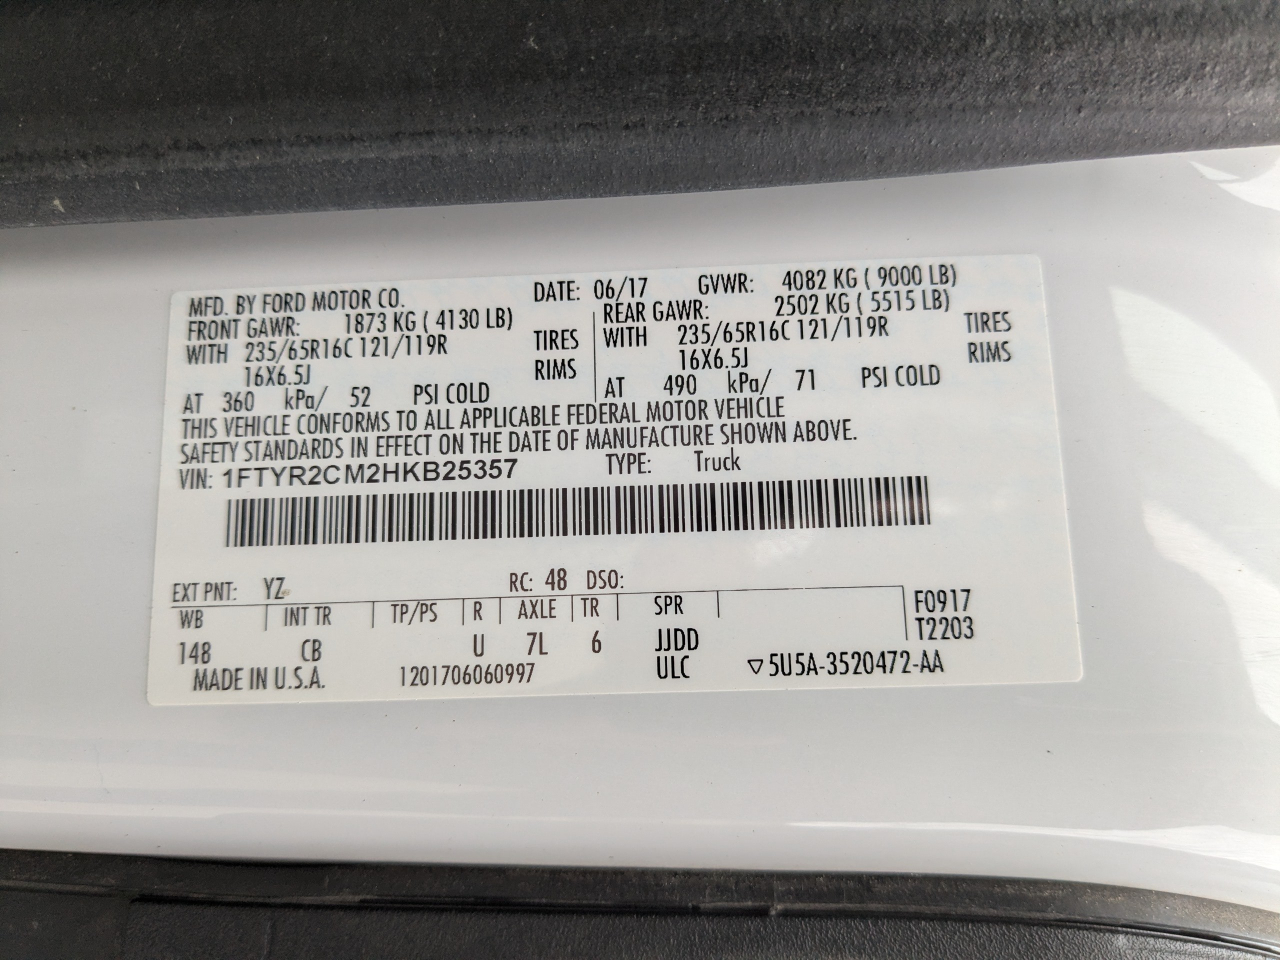 MFD. BY FORD MOTOR CO. DATE: 06/17 GVWR: 4082 KG ( 9000 LB)
FRONT GAWR: 1873 KG ( 4130 LB) REAR GAWR: 2502 KG ( 5515 LB)
WITH 235/65R16C 121/119R TIRES WITH 235/65R16C 121/119R TIRES
16X6.5J RIMS 16X6.5J RIMS
AT 360 kPa/ 52 PSI COLD AT 490 kPa/ 71 PSI COLD
THIS VEHICLE CONFORMS TO ALL APPLICABLE FEDERAL MOTOR VEHICLE
SAFETY STANDARDS IN EFFECT ON THE DATE OF MANUFACTURE SHOWN ABOVE.
VIN: 1FTYR2CM2HKB25357 TYPE: Truck
EXT PNT: YZ RC: 48 DSO:
WB INT TR TP/PS R AXLE TR SPR F0917
148 CB U 7L 6 JJDD T2203
MADE IN U.S.A. 1201706060997 ULC ▽5U5A-3520472-AA